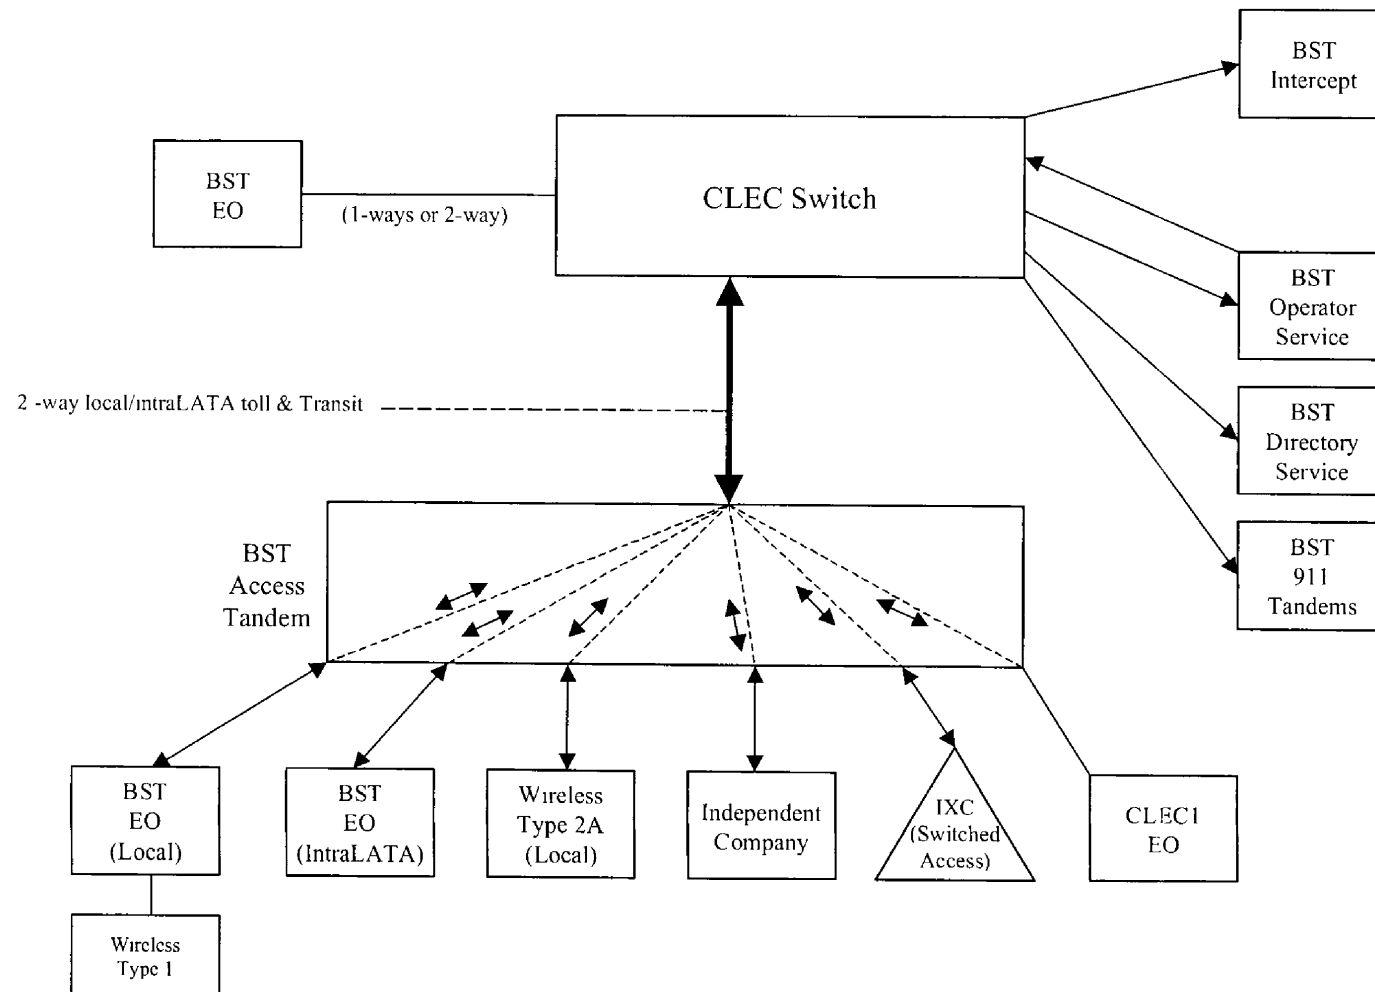 BST
Intercept
BST
EO
(1-ways or 2-way)
CLEC Switch
BST
Operator
Service
2 -way local/intraLATA toll & Transit
BST
Directory
Service
BST
911
Tandems
BST
Access
Tandem
BST
EO
(Local)
BST
EO
(IntraLATA)
Wireless
Type 2A
(Local)
Independent
Company
IXC
(Switched
Access)
CLEC1
EO
Wireless
Type 1